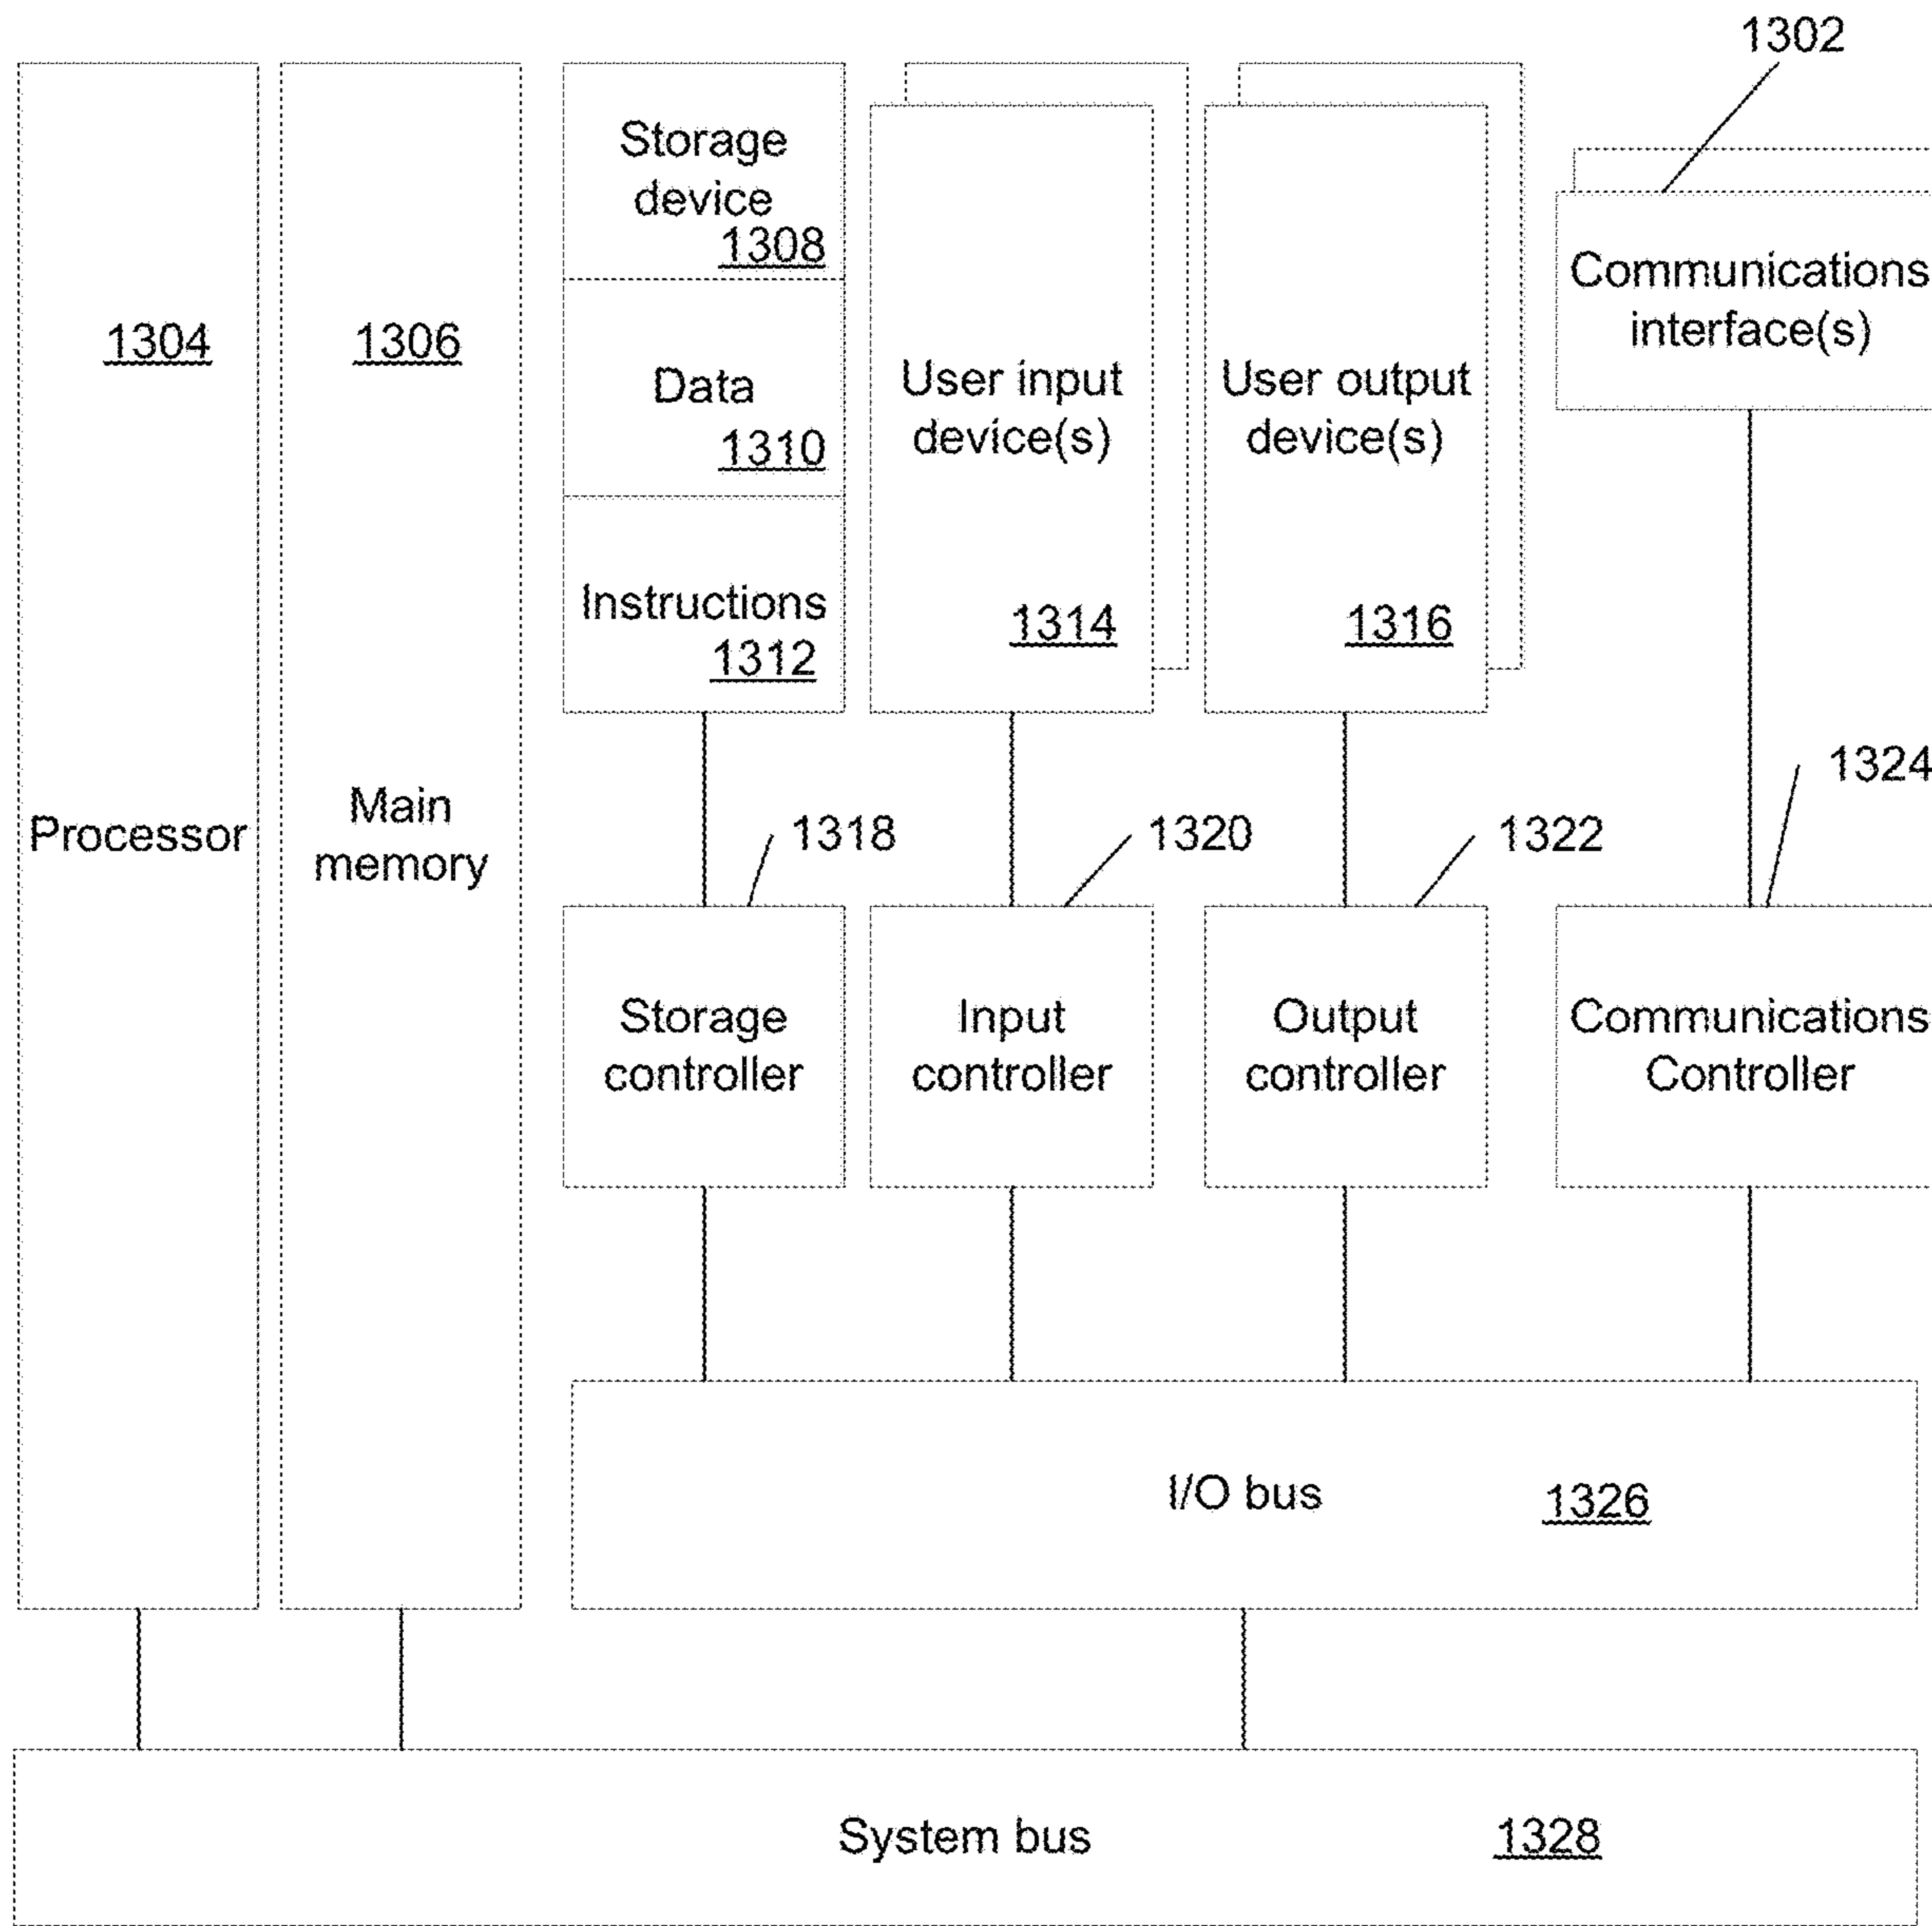 1302
Storage
device
1308
Communications
interface(s)
1304
1306
Data
1310
User input
device(s)
User output
device(s)
Instructions
1312
1314
1316
1324
Processor
Main
memory
1318
1320
1322
Storage
controller
Input
controller
Output
controller
Communications
Controller
I/O bus
1326
System bus
1328